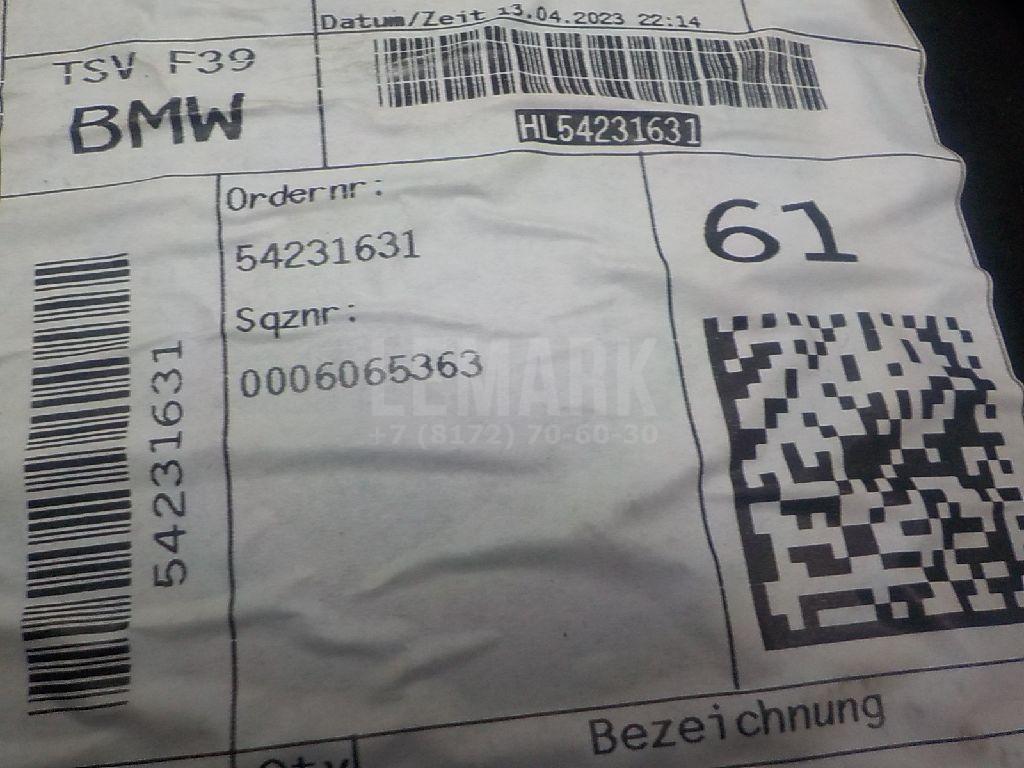 Datum/Zeit 13.04.2023 22:14
TSV F39
BMW
HL54231631
Ordernr:
54231631
61
Sqznr:
0006065363
54231631
LEMARK
+7 (8172) 70-60-30
Bezeichnung
Qty